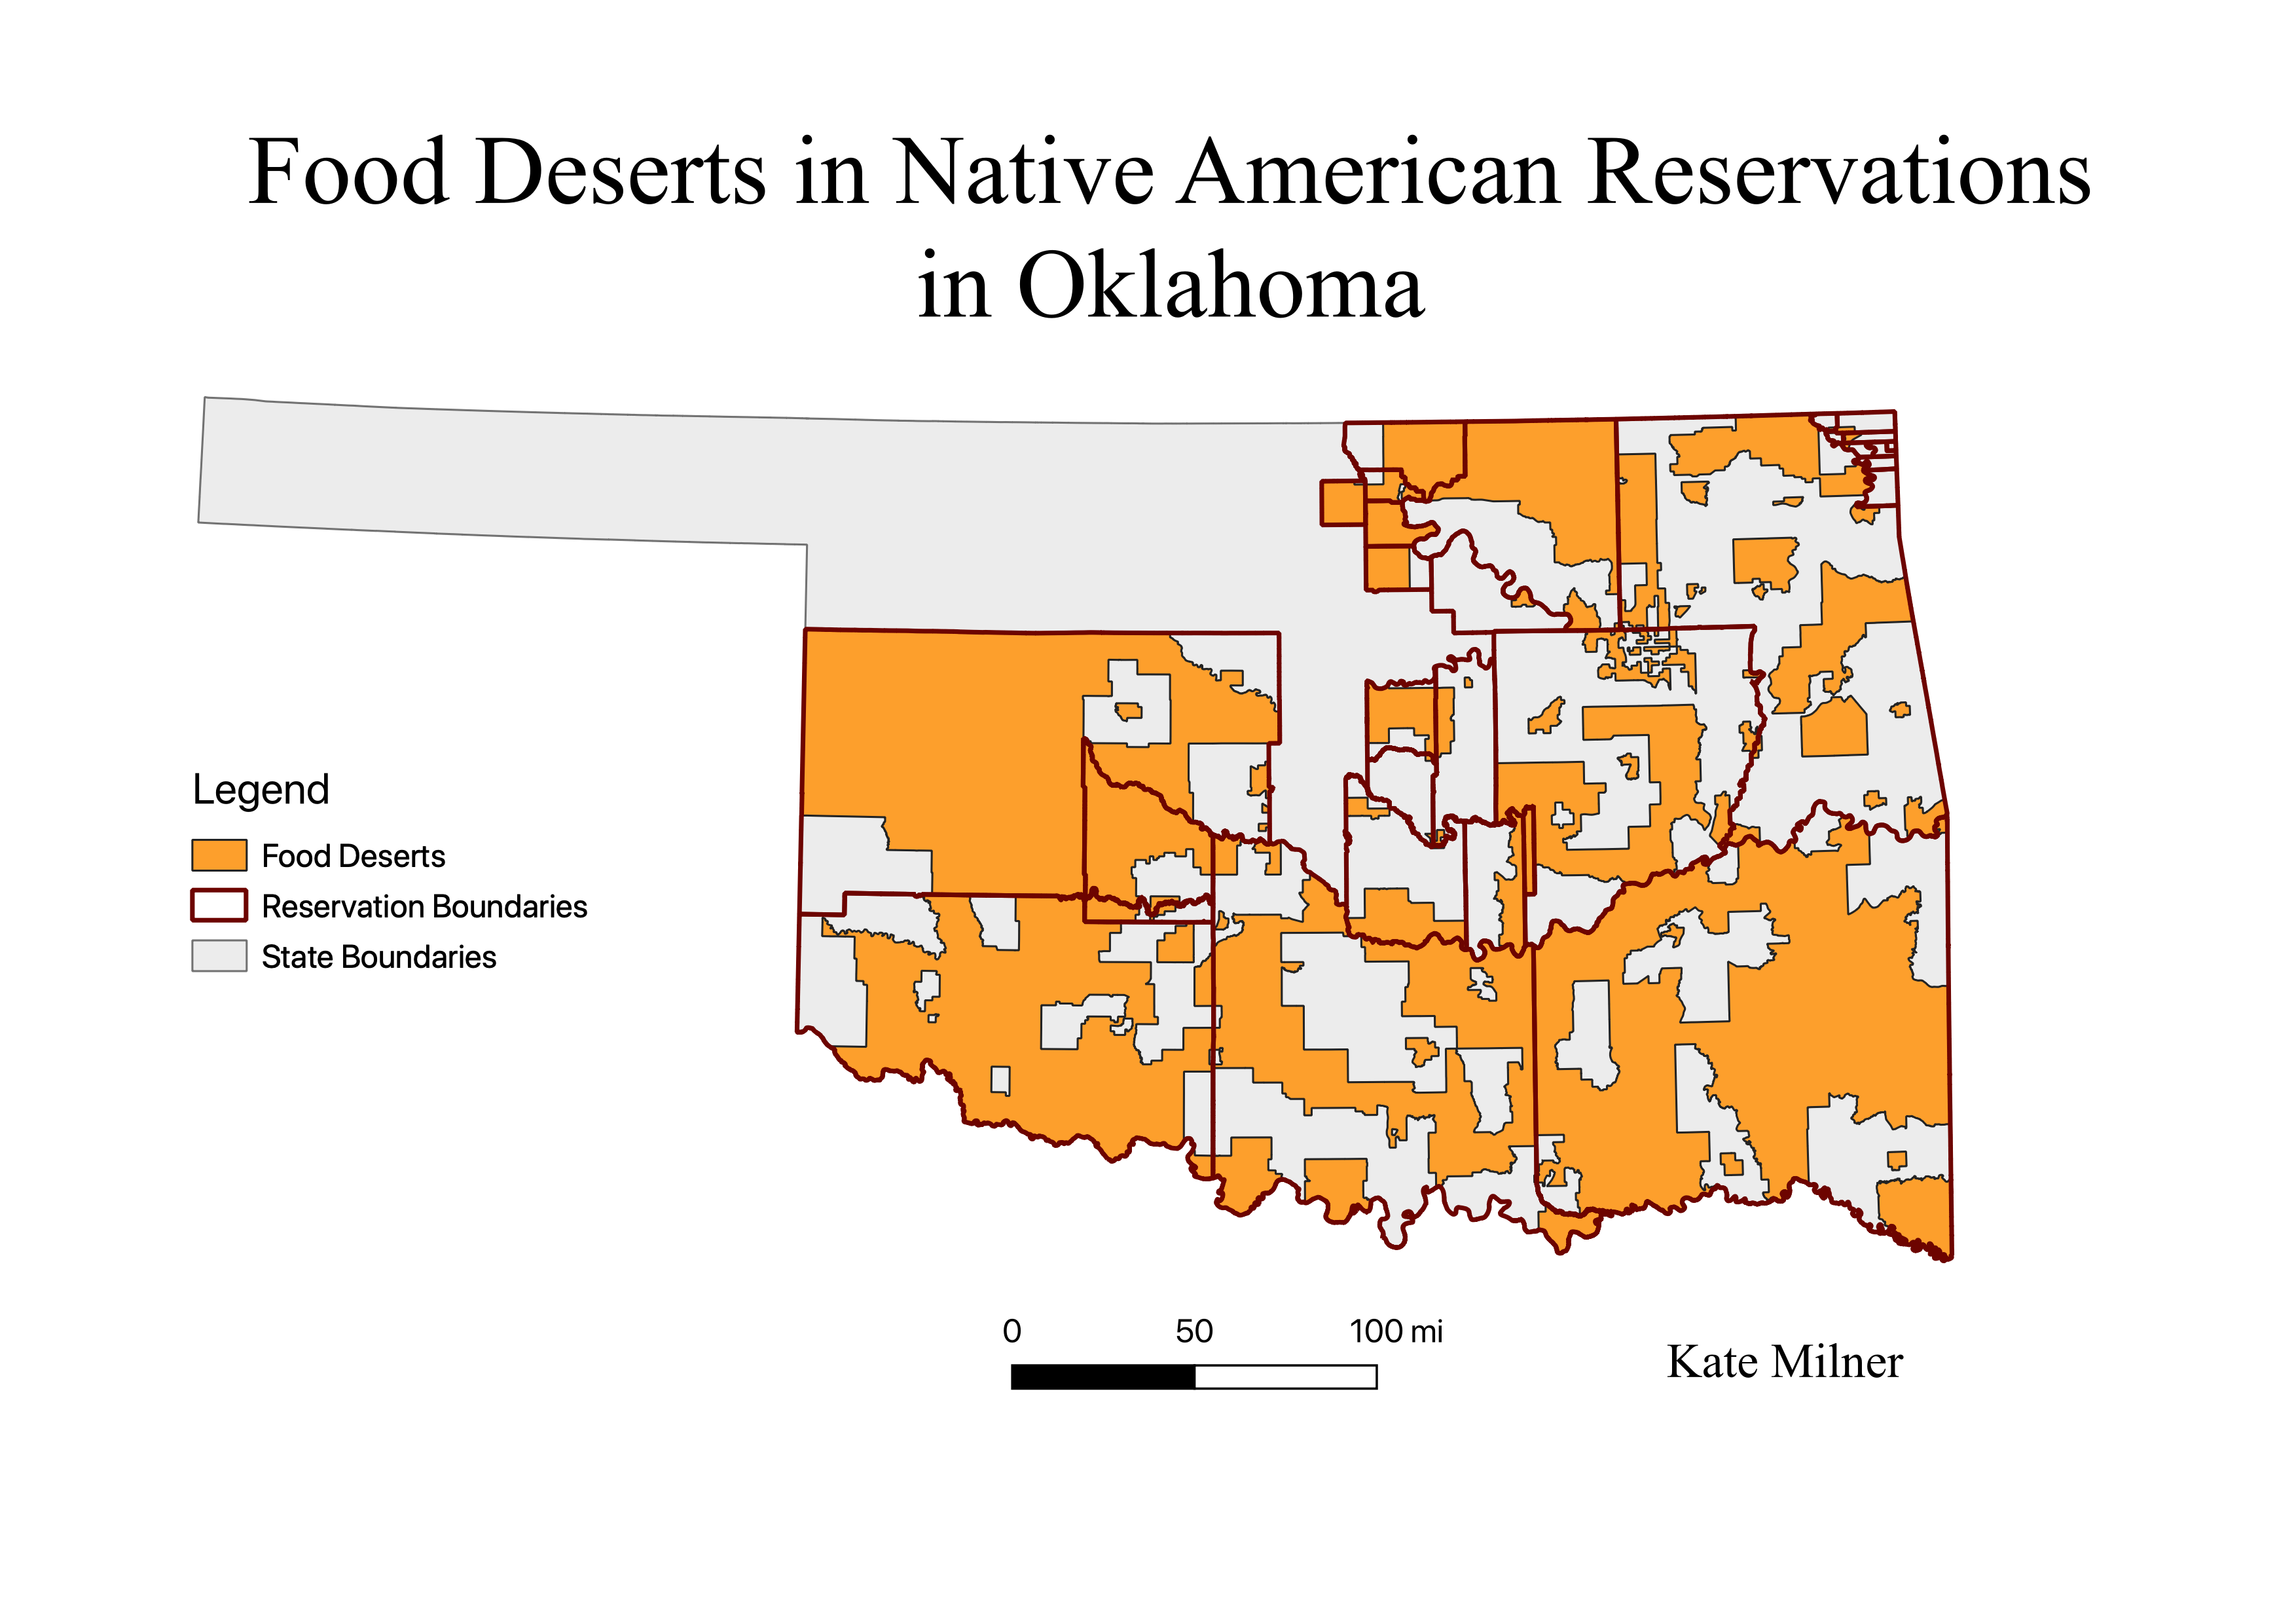 Food Deserts in Native American Reservations
in Oklahoma
Legend
Food Deserts
Reservation Boundaries
State Boundaries
0 50 100 mi
Kate Milner